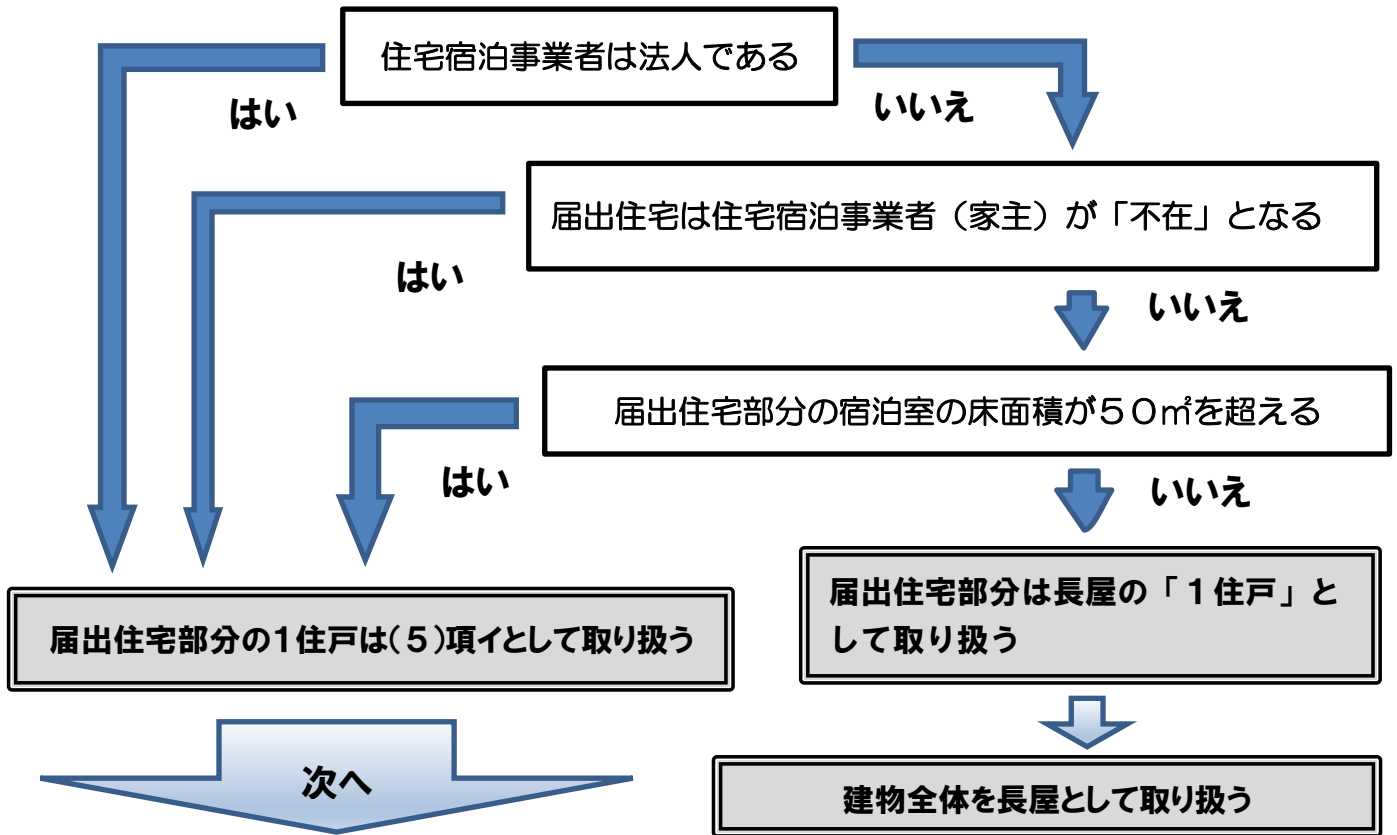 住宅宿泊事業者は法人である
はい
いいえ
届出住宅は住宅宿泊事業者（家主）が「不在」となる
はい
いいえ
届出住宅部分の宿泊室の床面積が５０㎡を超える
はい
いいえ
届出住宅部分の１住戸は(５)項イとして取り扱う
届出住宅部分は長屋の「１住戸」と
して取り扱う
次へ
建物全体を長屋として取り扱う